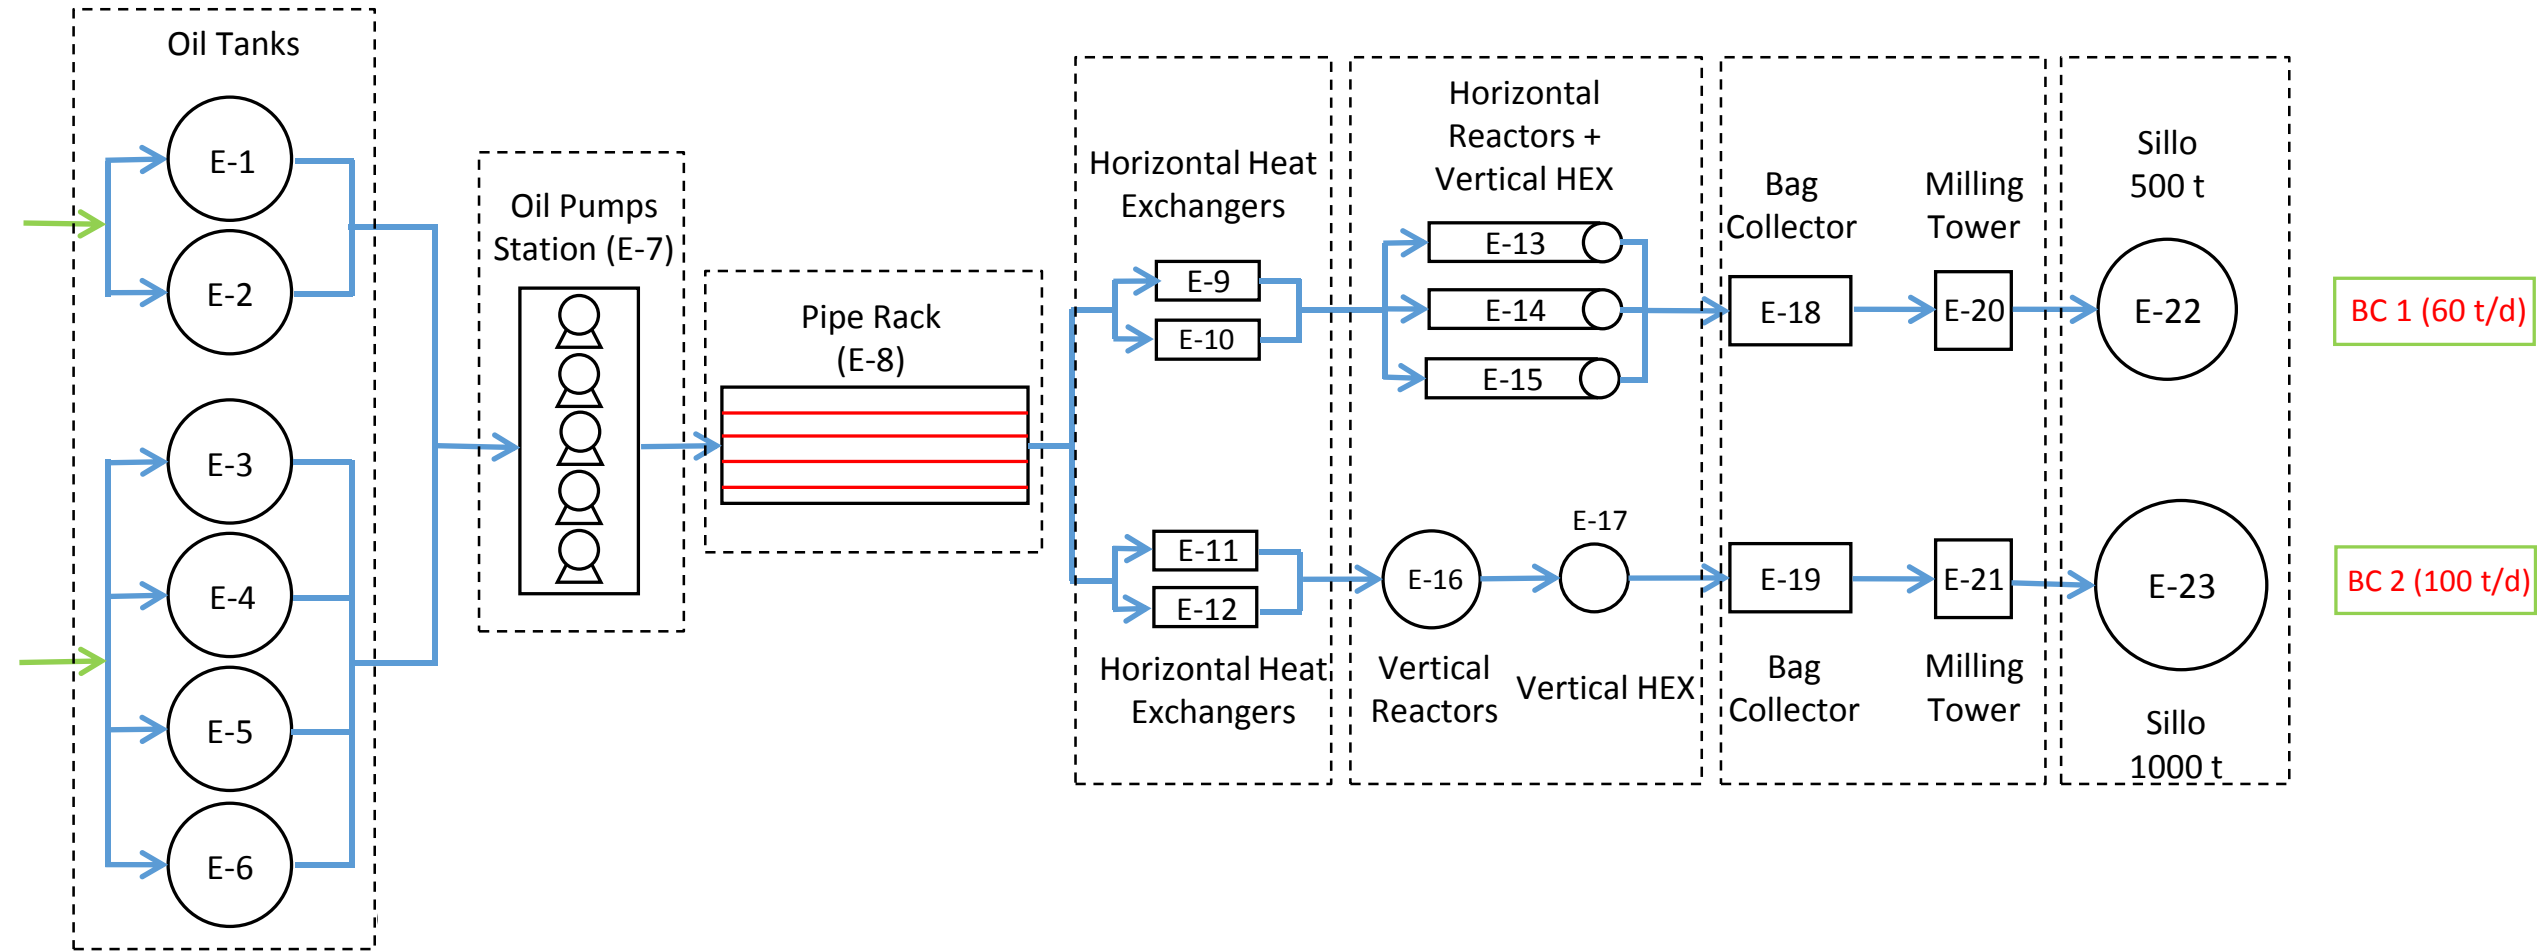 Oil Tanks
E-1
E-2
E-3
E-4
E-5
E-6
Oil Pumps
Station (E-7)
Pipe Rack
(E-8)
Horizontal Heat
Exchangers
E-9
E-10
E-11
E-12
Horizontal Heat
Exchangers
Horizontal
Reactors +
Vertical HEX
E-13
E-14
E-15
E-16
E-17
Vertical
Reactors
Vertical HEX
Bag
Collector
Milling
Tower
E-18
E-20
E-19
E-21
Bag
Collector
Milling
Tower
Sillo
500 t
E-22
E-23
Sillo
1000 t
BC 1 (60 t/d)
BC 2 (100 t/d)